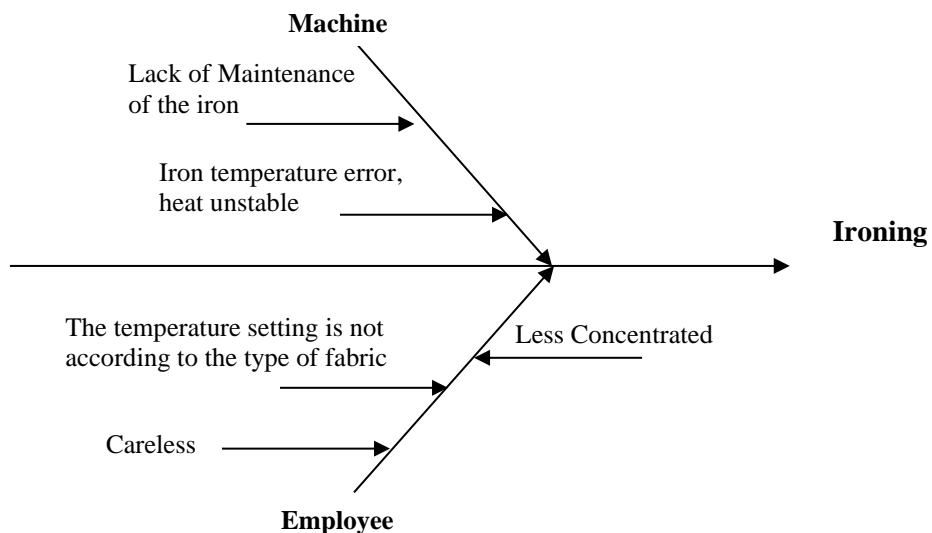 Machine
Lack of Maintenance
of the iron
Iron temperature error,
heat unstable
Ironing
The temperature setting is not
according to the type of fabric
Less Concentrated
Careless
Employee